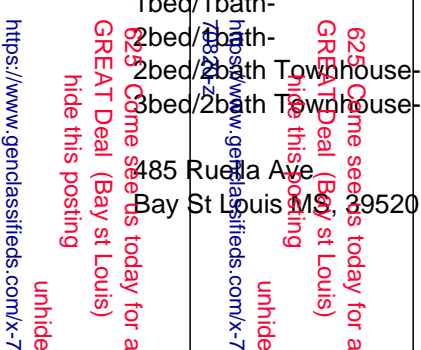 1bed/1bath-
2bed/1bath-
2bed/2bath Townhouse-
3bed/2bath Townhouse-
485 Ruella Ave
Bay St Louis MS, 39520
625 Come see us today for a
GREAT Deal (Bay st Louis)
hide this posting
unhide
https://www.genclassifieds.com/x-7
625 Come see us today for a
GREAT Deal (Bay st Louis)
hide this posting
unhide
https://www.genclassifieds.com/x-7